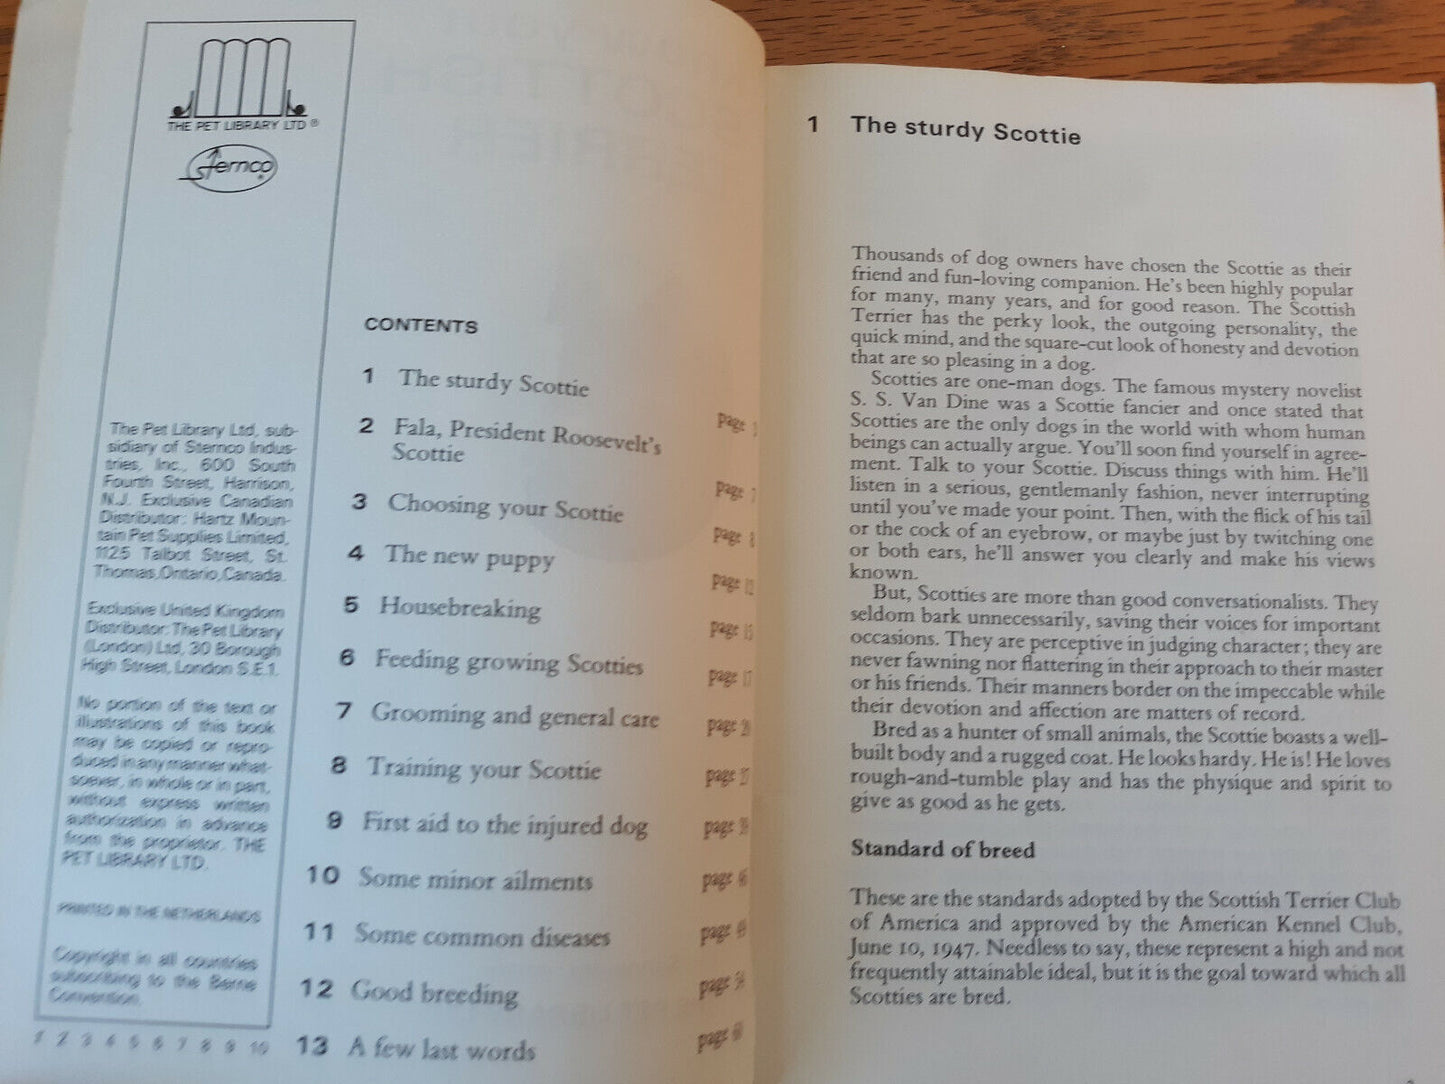 THE PET LIBRARY LTD ®
Sternco ®
The Pet Library Ltd, sub-
sidiary of Sternco Indus-
tries, Inc., 600 South
Fourth Street, Harrison,
N.J. Exclusive Canadian
Distributor: Hartz Moun-
tain Pet Supplies Limited,
1125 Talbot Street, St.
Thomas, Ontario, Canada.
Exclusive United Kingdom
Distributor: The Pet Library
(London) Ltd, 30 Borough
High Street, London S.E.1.
No portion of the text or
illustrations of this book
may be copied or repro-
duced in any manner what-
soever, in whole or in part,
without express written
authorization in advance
from the proprietor. THE
PET LIBRARY LTD.
PRINTED IN THE NETHERLANDS
Copyright in all countries
subscribing to the Berne
Convention.
1 2 3 4 5 6 7 8 9 10
CONTENTS
1 The sturdy Scottie page
2 Fala, President Roosevelt's
Scottie page 7
3 Choosing your Scottie page 8
4 The new puppy page 12
5 Housebreaking page 15
6 Feeding growing Scotties page 17
7 Grooming and general care page
8 Training your Scottie page
9 First aid to the injured dog page
10 Some minor ailments page
11 Some common diseases page
12 Good breeding page
13 A few last words page
1 The sturdy Scottie
Thousands of dog owners have chosen the Scottie as their
friend and fun-loving companion. He's been highly popular
for many, many years, and for good reason. The Scottish
Terrier has the perky look, the outgoing personality, the
quick mind, and the square-cut look of honesty and devotion
that are so pleasing in a dog.
Scotties are one-man dogs. The famous mystery novelist
S. S. Van Dine was a Scottie fancier and once stated that
Scotties are the only dogs in the world with whom human
beings can actually argue. You'll soon find yourself in agree-
ment. Talk to your Scottie. Discuss things with him. He'll
listen in a serious, gentlemanly fashion, never interrupting
until you've made your point. Then, with the flick of his tail
or the cock of an eyebrow, or maybe just by twitching one
or both ears, he'll answer you clearly and make his views
known.
But, Scotties are more than good conversationalists. They
seldom bark unnecessarily, saving their voices for important
occasions. They are perceptive in judging character; they are
never fawning nor flattering in their approach to their master
or his friends. Their manners border on the impeccable while
their devotion and affection are matters of record.
Bred as a hunter of small animals, the Scottie boasts a well-
built body and a rugged coat. He looks hardy. He is! He loves
rough-and-tumble play and has the physique and spirit to
give as good as he gets.
Standard of breed
These are the standards adopted by the Scottish Terrier Club
of America and approved by the American Kennel Club,
June 10, 1947. Needless to say, these represent a high and not
frequently attainable ideal, but it is the goal toward which all
Scotties are bred.